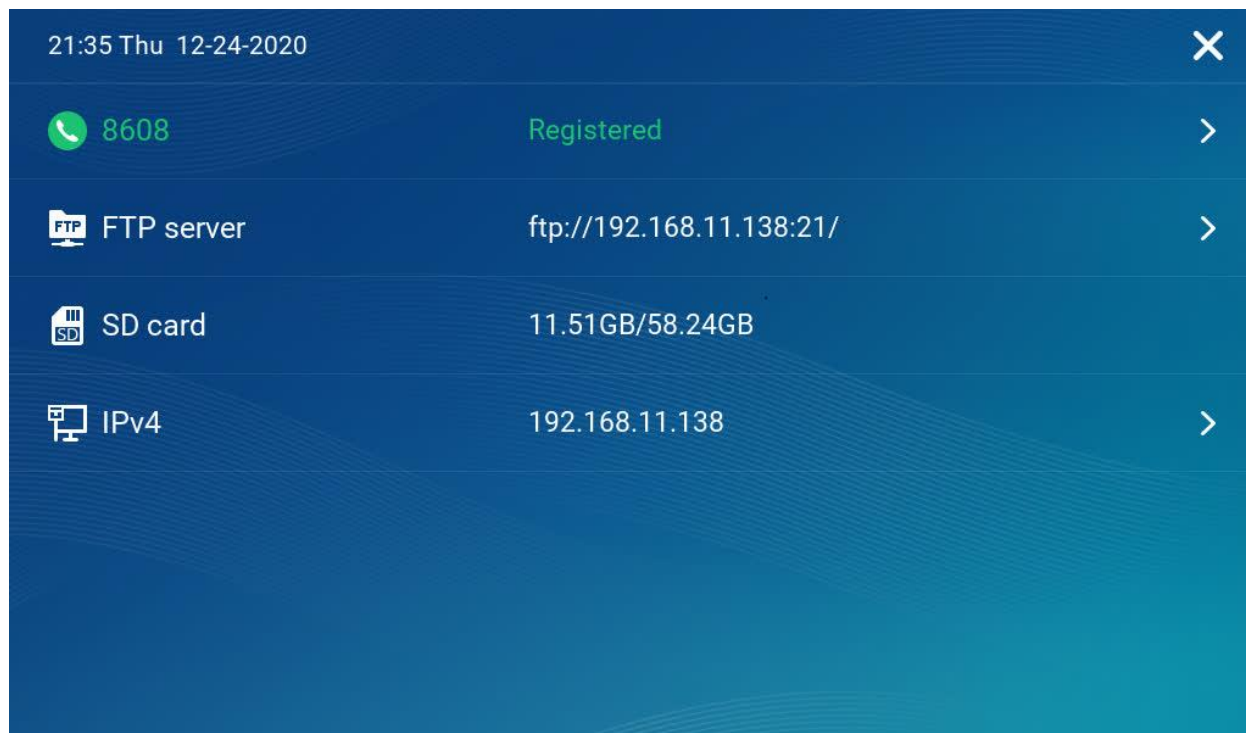 21:35 Thu 12-24-2020
8608 Registered
FTP FTP server ftp://192.168.11.138:21/
SD SD card 11.51GB/58.24GB
IPv4 192.168.11.138